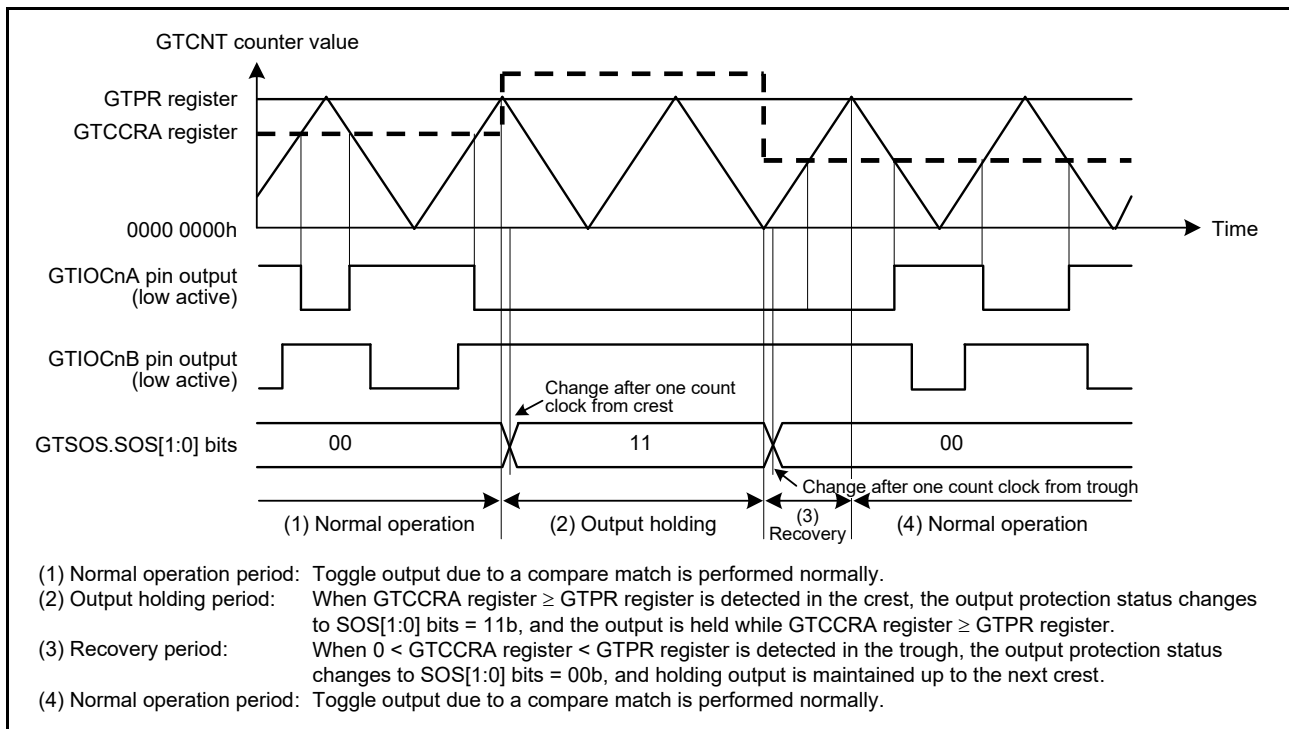 GTCNT counter value
GTPR register
GTCCRA register
0000 0000h
Time
GTIOCnA pin output
(low active)
GTIOCnB pin output
(low active)
Change after one count
clock from crest
GTSOS.SOS[1:0] bits
00
11
00
Change after one count clock from trough
(1) Normal operation
(2) Output holding
(3)
Recovery
(4) Normal operation
(1) Normal operation period: Toggle output due to a compare match is performed normally.
(2) Output holding period: When GTCCRA register ≥ GTPR register is detected in the crest, the output protection status changes
to SOS[1:0] bits = 11b, and the output is held while GTCCRA register ≥ GTPR register.
(3) Recovery period: When 0 < GTCCRA register < GTPR register is detected in the trough, the output protection status
changes to SOS[1:0] bits = 00b, and holding output is maintained up to the next crest.
(4) Normal operation period: Toggle output due to a compare match is performed normally.